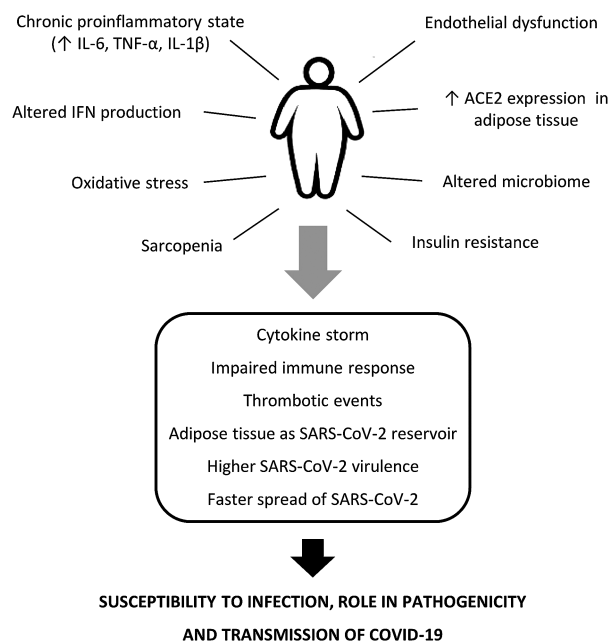 Chronic proinflammatory state
(↑ IL-6, TNF-α, IL-1β)
Endothelial dysfunction
Altered IFN production
↑ ACE2 expression in
adipose tissue
Oxidative stress
Altered microbiome
Sarcopenia
Insulin resistance
Cytokine storm
Impaired immune response
Thrombotic events
Adipose tissue as SARS-CoV-2 reservoir
Higher SARS-CoV-2 virulence
Faster spread of SARS-CoV-2
SUSCEPTIBILITY TO INFECTION, ROLE IN PATHOGENICITY
AND TRANSMISSION OF COVID-19